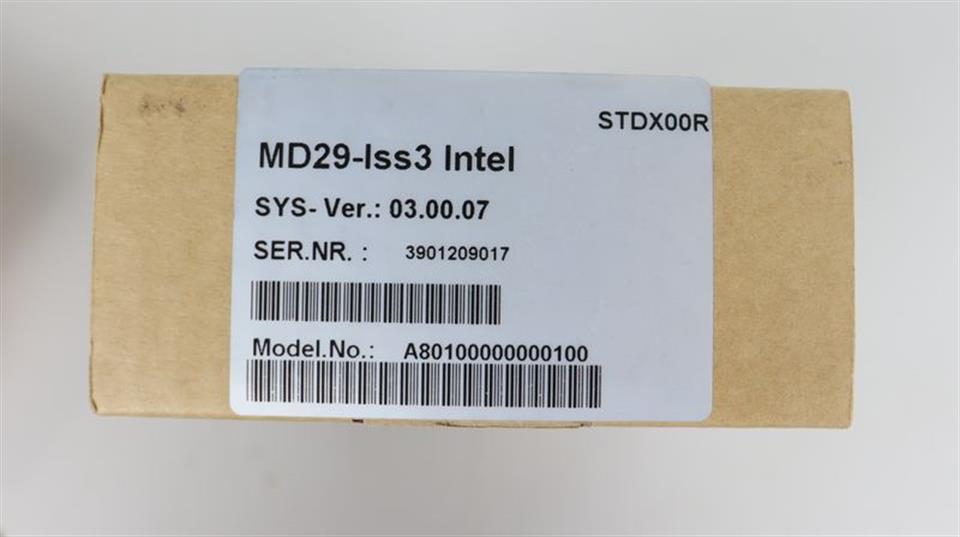 STDX00R
MD29-Iss3 Intel
SYS- Ver.: 03.00.07
SER.NR. : 3901209017
Model.No.: A80100000000100